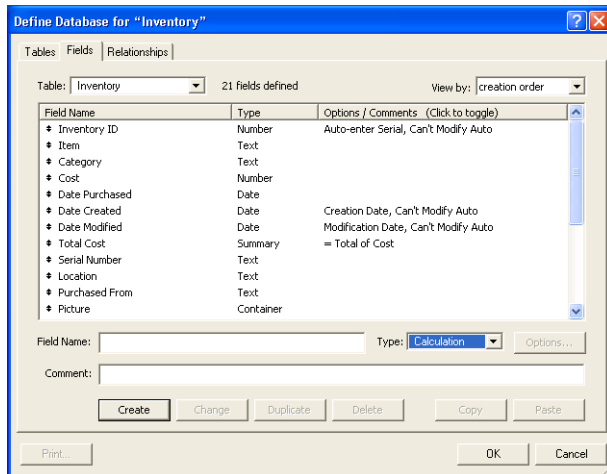 Define Database for “Inventory”
Tables Fields Relationships
Table: Inventory 21 fields defined View by: creation order
Field Name Type Options / Comments (Click to toggle)
Inventory ID Number Auto-enter Serial, Can't Modify Auto
Item Text
Category Text
Cost Number
Date Purchased Date
Date Created Date Creation Date, Can't Modify Auto
Date Modified Date Modification Date, Can't Modify Auto
Total Cost Summary = Total of Cost
Serial Number Text
Location Text
Purchased From Text
Picture Container
Field Name: Type: Calculation Options...
Comment:
Create Change Duplicate Delete Copy Paste
Print... OK Cancel